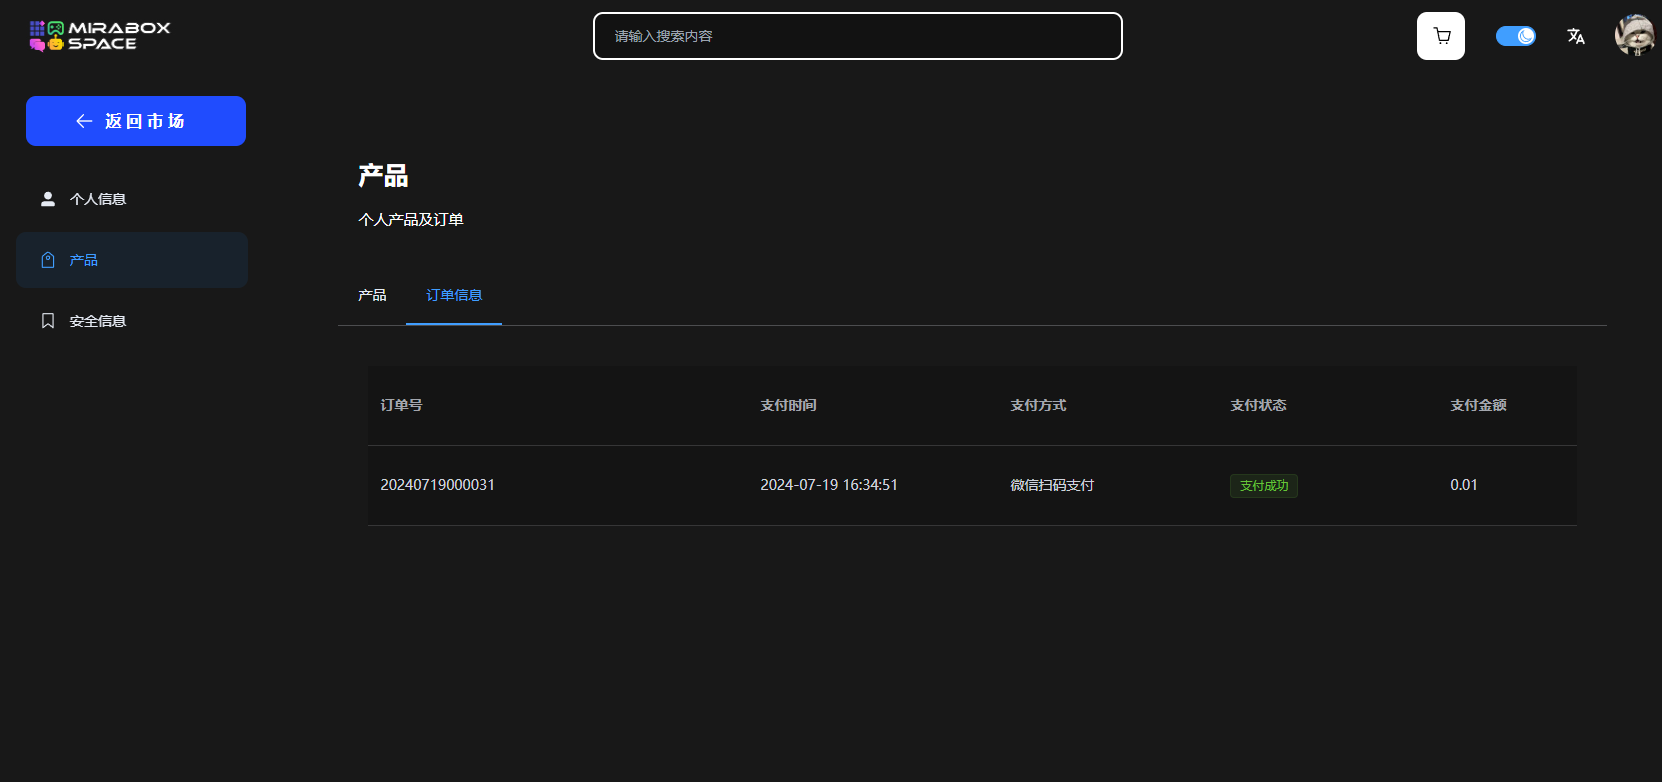 MIRABOX
SPACE
请输入搜索内容
返回市场
个人信息
产品
安全信息
产品
个人产品及订单
产品 订单信息
订单号 支付时间 支付方式 支付状态 支付金额
20240719000031 2024-07-19 16:34:51 微信扫码支付 支付成功 0.01